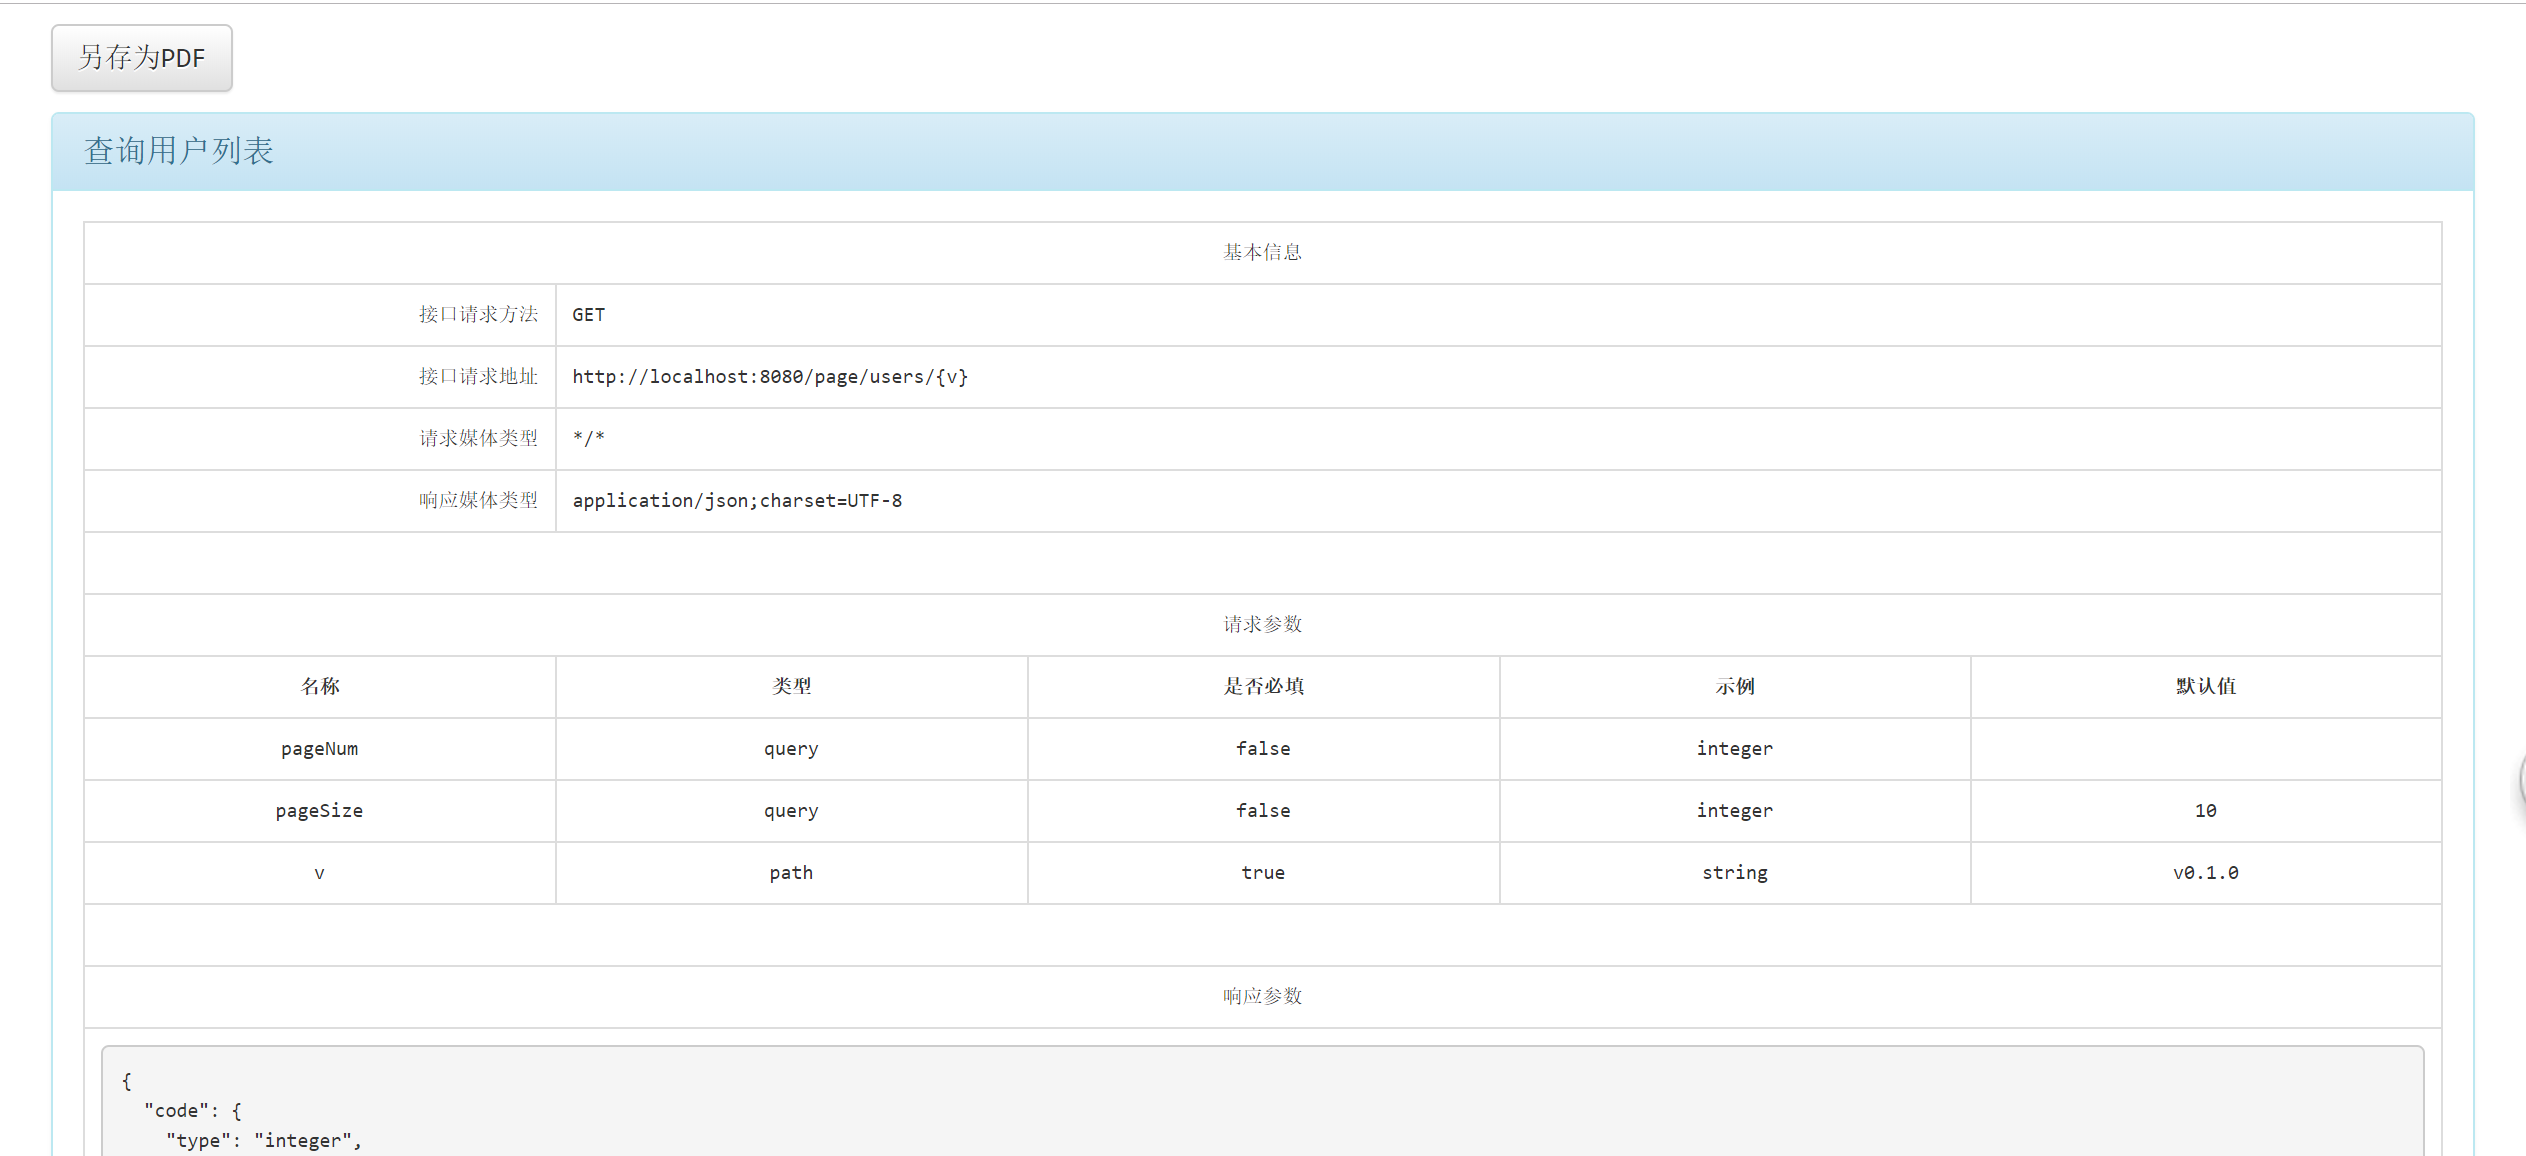 另存为PDF
查询用户列表
基本信息
接口请求方法 GET
接口请求地址 http://localhost:8080/page/users/{v}
请求媒体类型 */*
响应媒体类型 application/json;charset=UTF-8
请求参数
名称 类型 是否必填 示例 默认值
pageNum query false integer
pageSize query false integer 10
v path true string v0.1.0
响应参数
{
"code": {
"type": "integer",